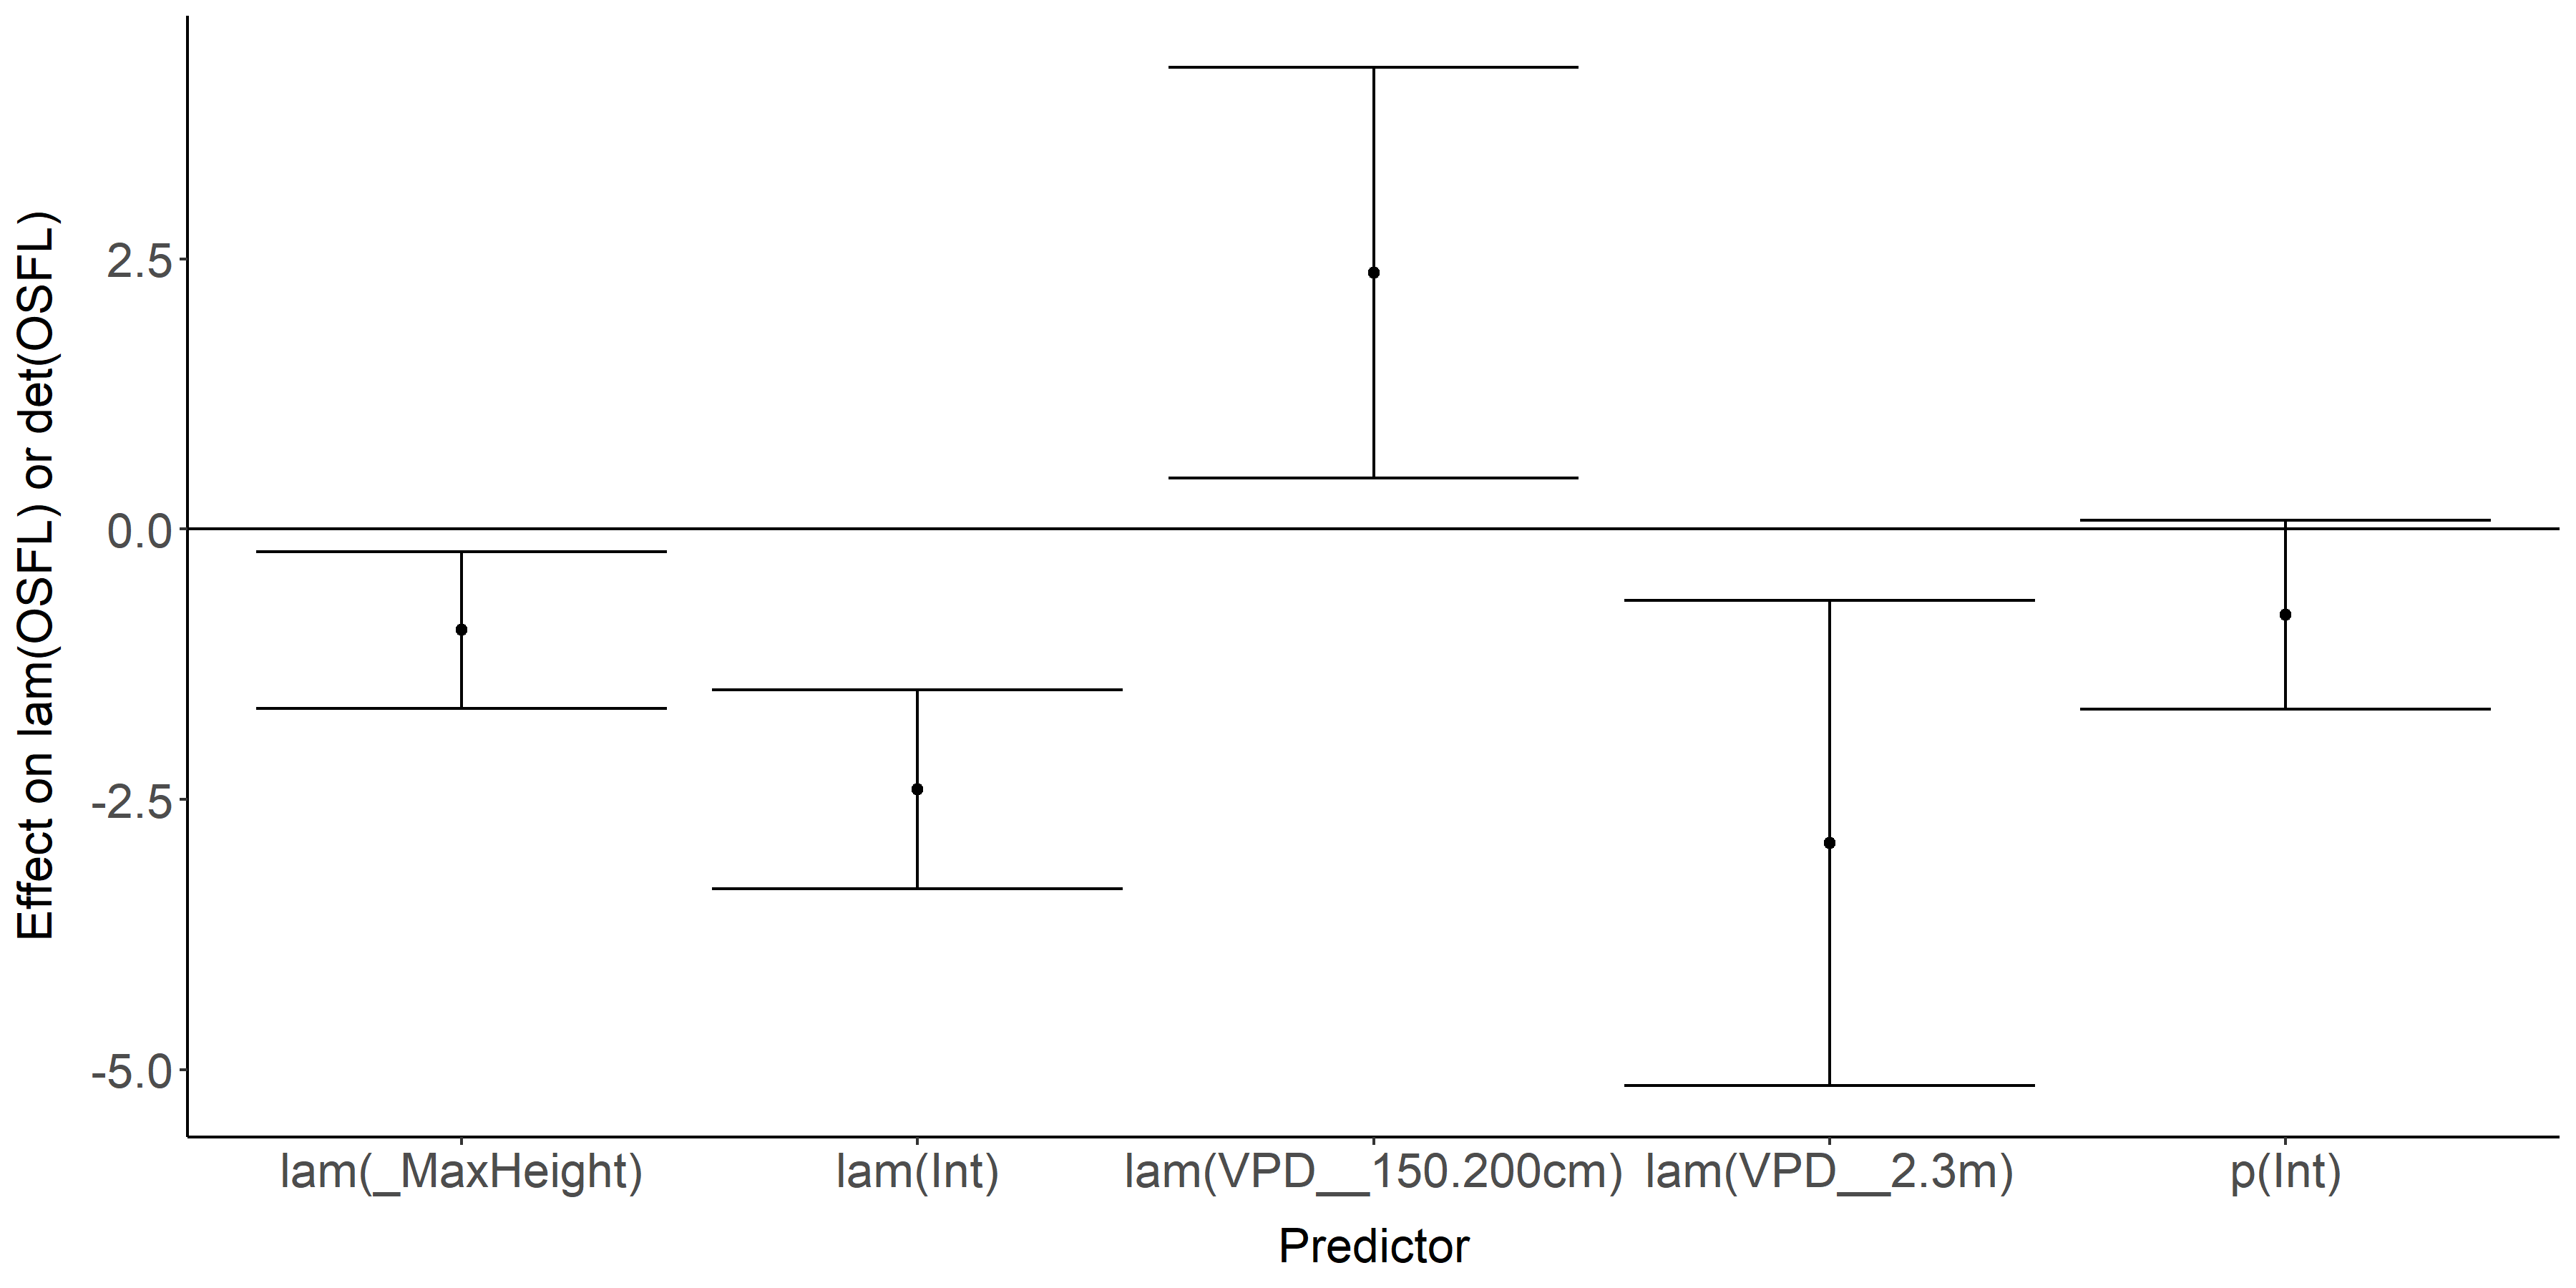 Effect on lam(OSFL) or det(OSFL)
2.5
0.0
-2.5
-5.0
lam(_MaxHeight) lam(Int) lam(VPD__150.200cm) lam(VPD__2.3m) p(Int)
Predictor